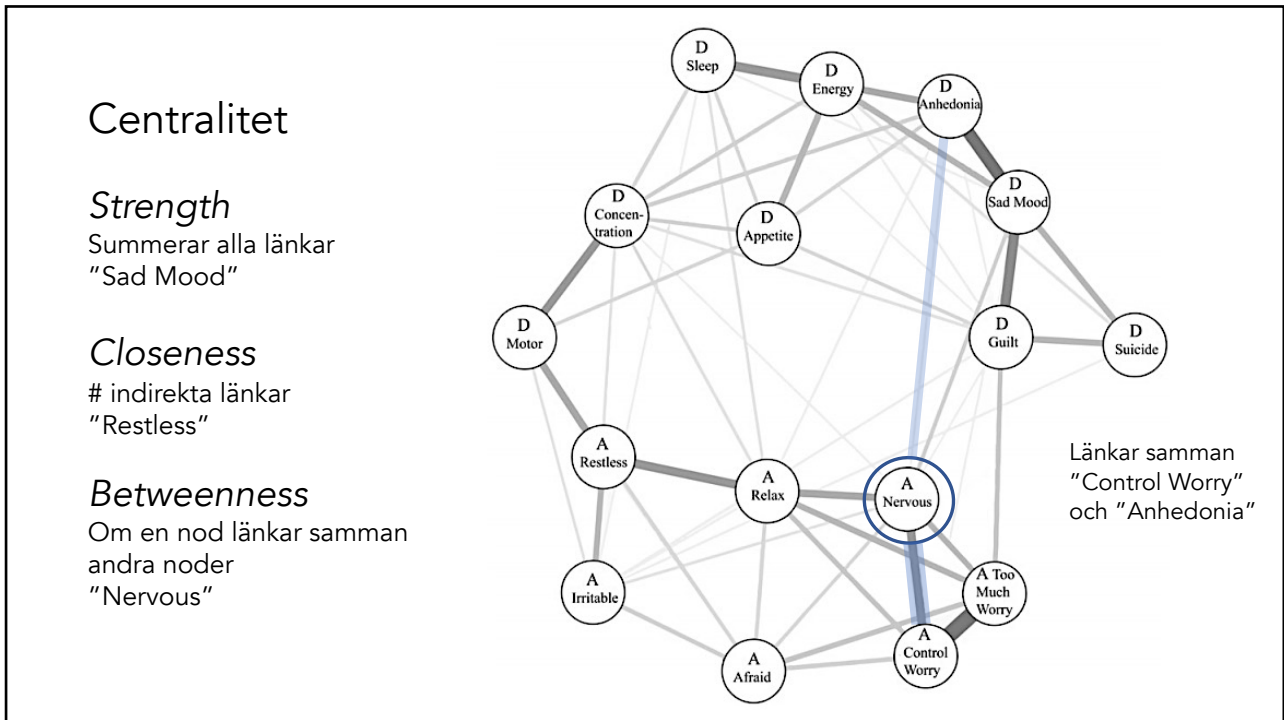 Centralitet
Strength
Summerar alla länkar
”Sad Mood”
Closeness
# indirekta länkar
”Restless”
Betweenness
Om en nod länkar samman
andra noder
”Nervous”
D
Sleep
D
Energy
D
Anhedonia
D
Sad Mood
D
Concen-
tration
D
Appetite
D
Motor
D
Guilt
D
Suicide
A
Restless
A
Relax
A
Nervous
A
Irritable
A Too
Much
Worry
A
Control
Worry
A
Afraid
Länkar samman
”Control Worry”
och ”Anhedonia”